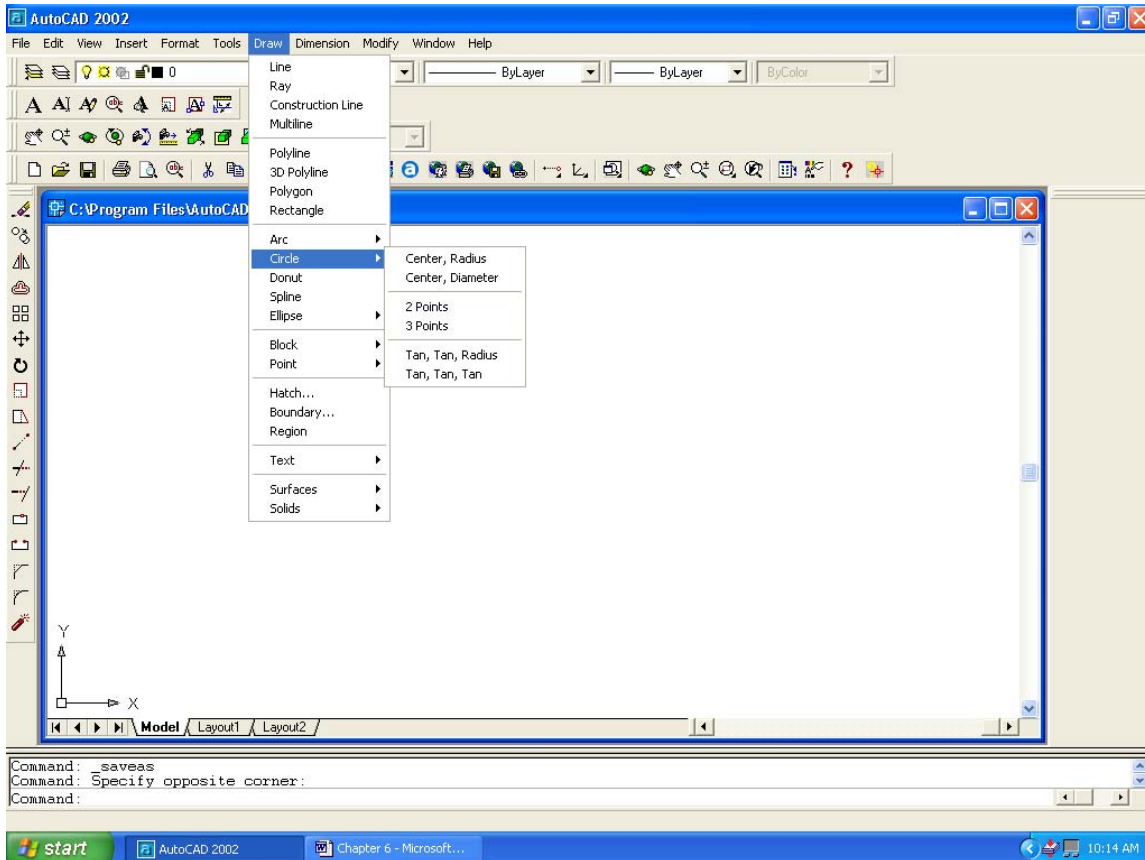 AutoCAD 2002
File Edit View Insert Format Tools Draw Dimension Modify Window Help
0 ByLayer ByLayer ByColor
C:\Program Files\AutoCAD
Line
Ray
Construction Line
Multiline
Polyline
3D Polyline
Polygon
Rectangle
Arc
Circle
Donut
Spline
Ellipse
Block
Point
Hatch...
Boundary...
Region
Text
Surfaces
Solids
Center, Radius
Center, Diameter
2 Points
3 Points
Tan, Tan, Radius
Tan, Tan, Tan
Y
X
Model Layout1 Layout2
Command: _saveas
Command: Specify opposite corner:
Command:
start AutoCAD 2002 Chapter 6 - Microsoft... 10:14 AM